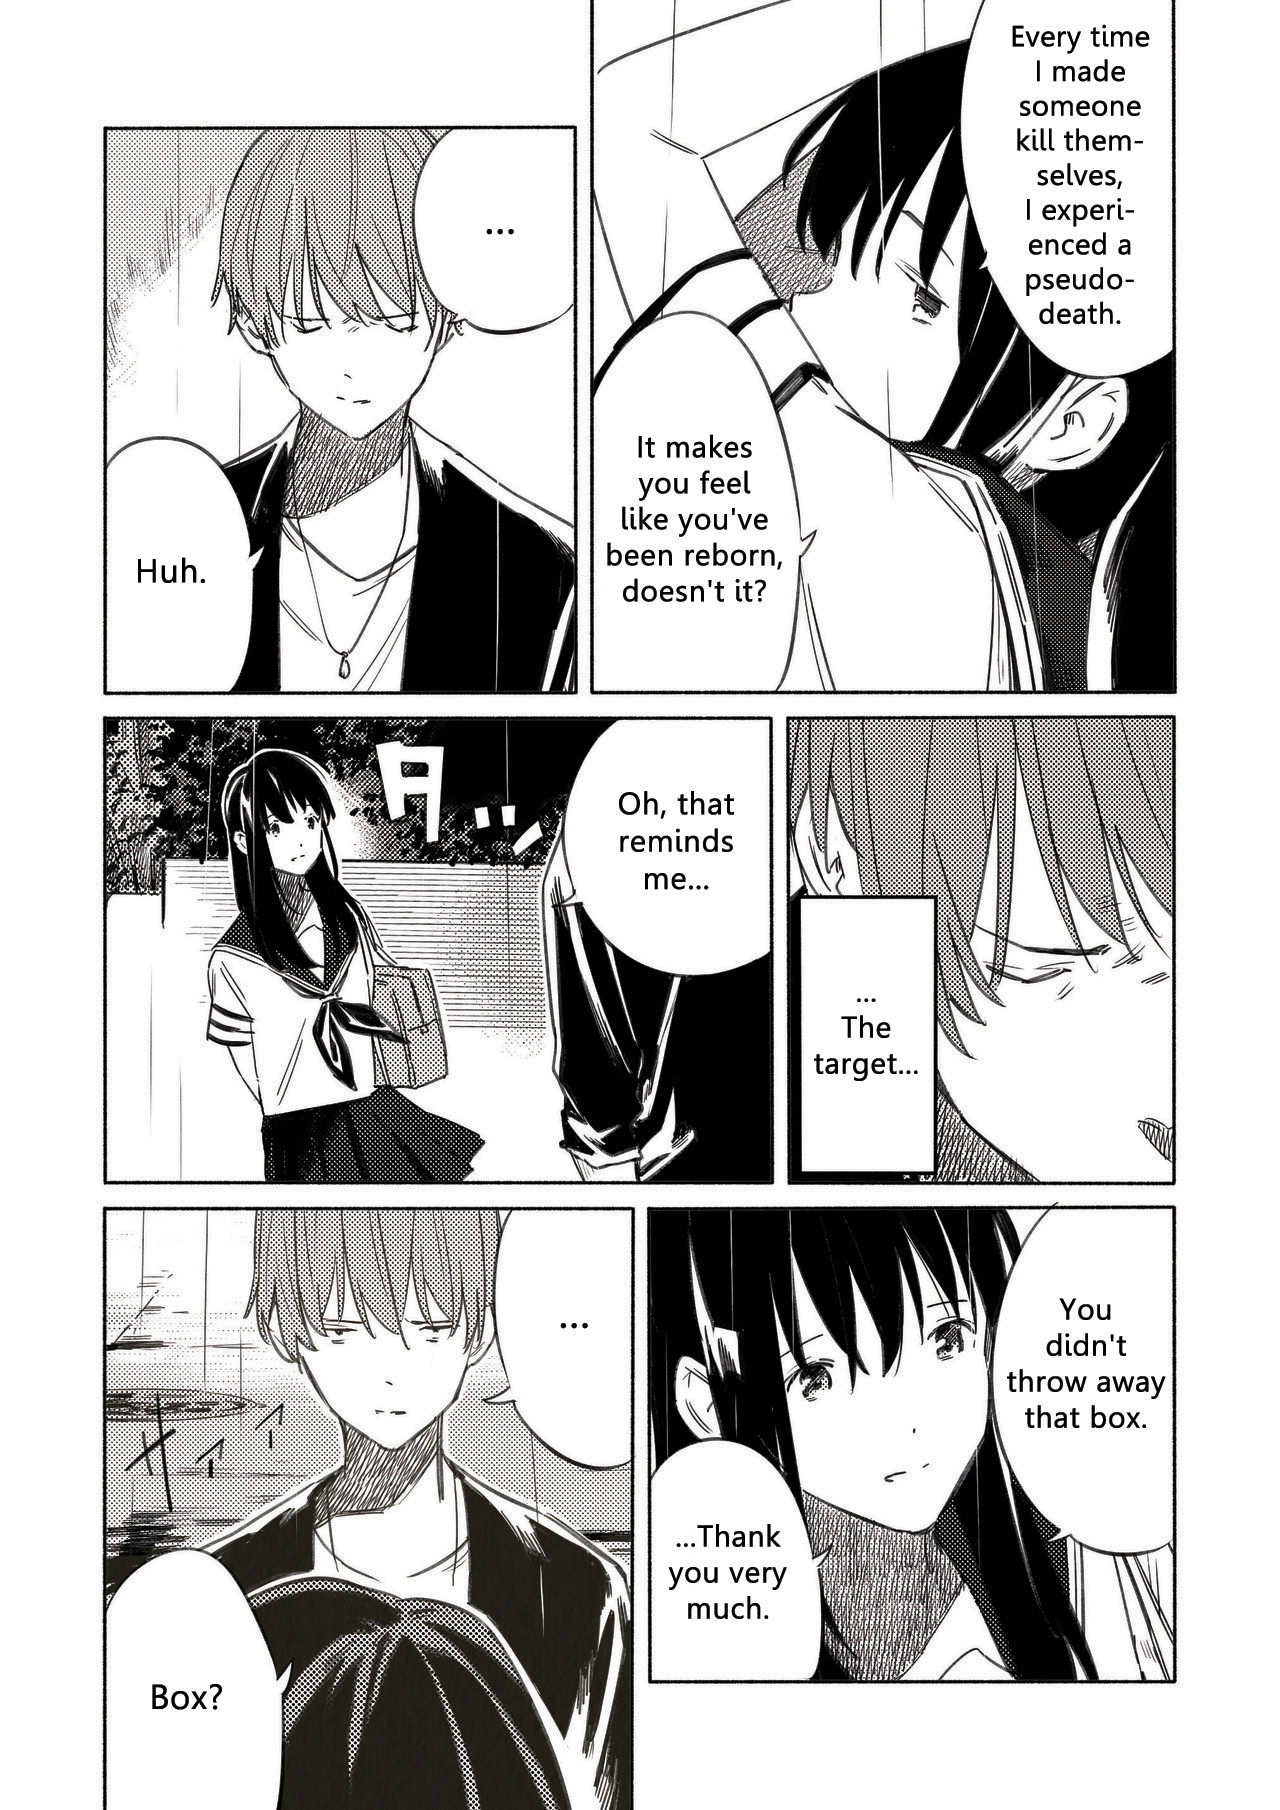 Every time
I made
someone
kill them-
selves,
I experi-
enced a
pseudo-
death.
It makes
you feel
like you've
been reborn,
doesn't it?
...
Huh.
...
The
target...
Oh, that
reminds
me...
タッ
You
didn't
throw away
that box.
...Thank
you very
much.
...
Box?